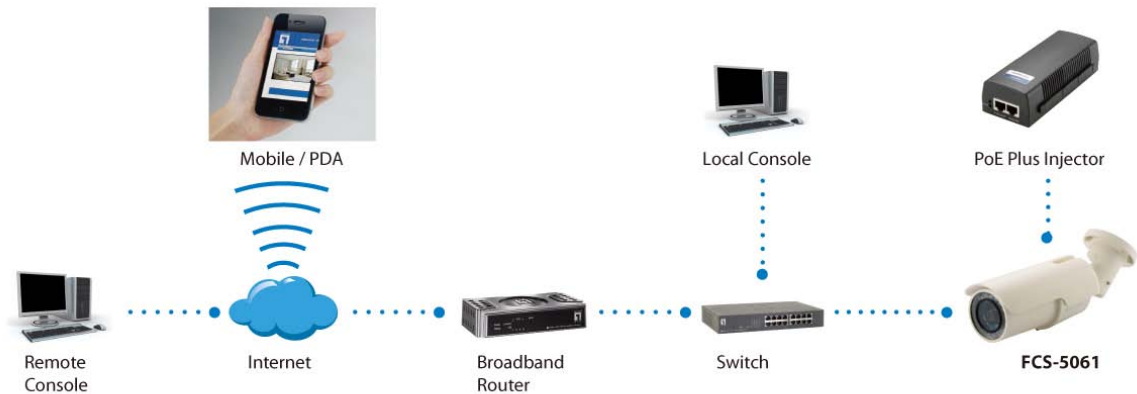 Mobile / PDA
Local Console
PoE Plus Injector
Remote
Console
Internet
Broadband
Router
Switch
FCS-5061